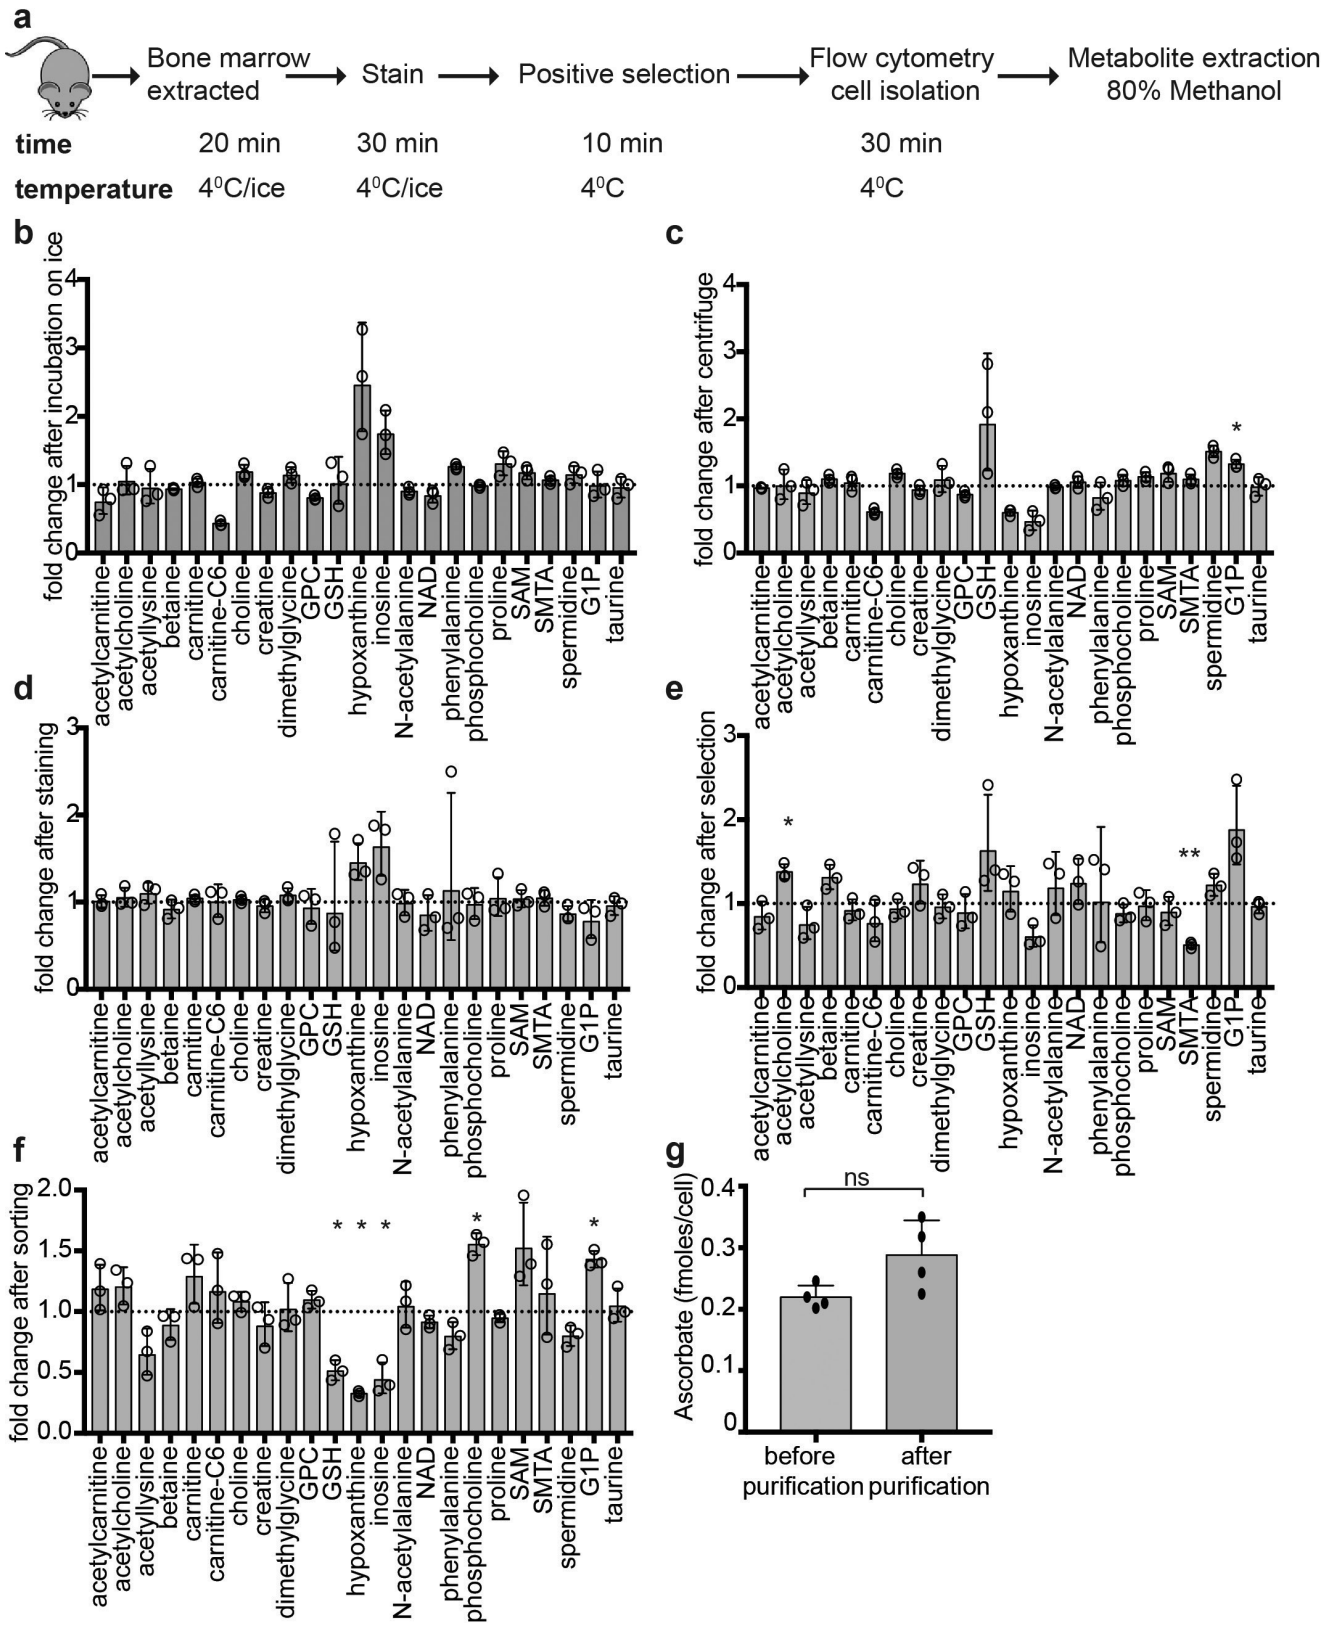 a
Bone marrow
extracted
Stain
Positive selection
Flow cytometry
cell isolation
Metabolite extraction
80% Methanol
time
20 min
30 min
10 min
30 min
temperature
4⁰C/ice
4⁰C/ice
4⁰C
4⁰C
b
fold change after incubation on ice
4
3
2
1
0
acetylcarnitine
acetylcholine
acetyllysine
betaine
carnitine
carnitine-C6
choline
creatine
dimethylglycine
GPC
GSH
hypoxanthine
inosine
N-acetylalanine
NAD
phenylalanine
phosphocholine
proline
SAM
SMTA
spermidine
G1P
taurine
c
fold change after centrifuge
4
3
2
1
0
*
acetylcarnitine
acetylcholine
acetyllysine
betaine
carnitine
carnitine-C6
choline
creatine
dimethylglycine
GPC
GSH
hypoxanthine
inosine
N-acetylalanine
NAD
phenylalanine
phosphocholine
proline
SAM
SMTA
spermidine
G1P
taurine
d
fold change after staining
3
2
1
0
acetylcarnitine
acetylcholine
acetyllysine
betaine
carnitine
carnitine-C6
choline
creatine
dimethylglycine
GPC
GSH
hypoxanthine
inosine
N-acetylalanine
NAD
phenylalanine
phosphocholine
proline
SAM
SMTA
spermidine
G1P
taurine
e
fold change after selection
3
2
1
0
*
**
acetylcarnitine
acetylcholine
acetyllysine
betaine
carnitine
carnitine-C6
choline
creatine
dimethylglycine
GPC
GSH
hypoxanthine
inosine
N-acetylalanine
NAD
phenylalanine
phosphocholine
proline
SAM
SMTA
spermidine
G1P
taurine
f
fold change after sorting
2.0
1.5
1.0
0.5
0.0
* * *
*
*
acetylcarnitine
acetylcholine
acetyllysine
betaine
carnitine
carnitine-C6
choline
creatine
dimethylglycine
GPC
GSH
hypoxanthine
inosine
N-acetylalanine
NAD
phenylalanine
phosphocholine
proline
SAM
SMTA
spermidine
G1P
taurine
g
Ascorbate (fmoles/cell)
0.4
0.3
0.2
0.1
0
ns
before
purification
after
purification